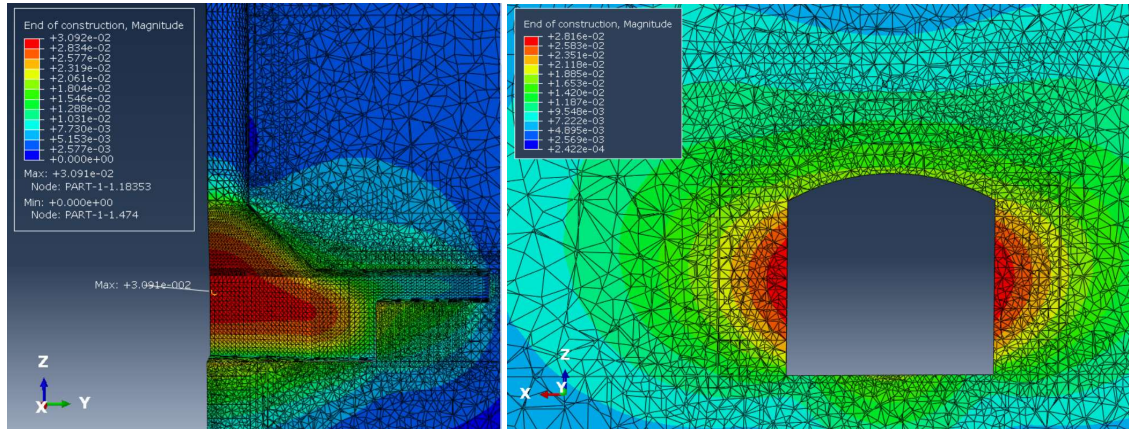 End of construction, Magnitude
+3.092e-02
+2.834e-02
+2.577e-02
+2.319e-02
+2.061e-02
+1.804e-02
+1.546e-02
+1.288e-02
+1.031e-02
+7.730e-03
+5.153e-03
+2.577e-03
+0.000e+00
Max: +3.091e-02
Node: PART-1-1.18353
Min: +0.000e+00
Node: PART-1-1.474
Max: +3.091e-002
Z
X
Y
End of construction, Magnitude
+2.816e-02
+2.583e-02
+2.351e-02
+2.118e-02
+1.885e-02
+1.653e-02
+1.420e-02
+1.187e-02
+9.548e-03
+7.222e-03
+4.895e-03
+2.569e-03
+2.422e-04
Z
X
Y